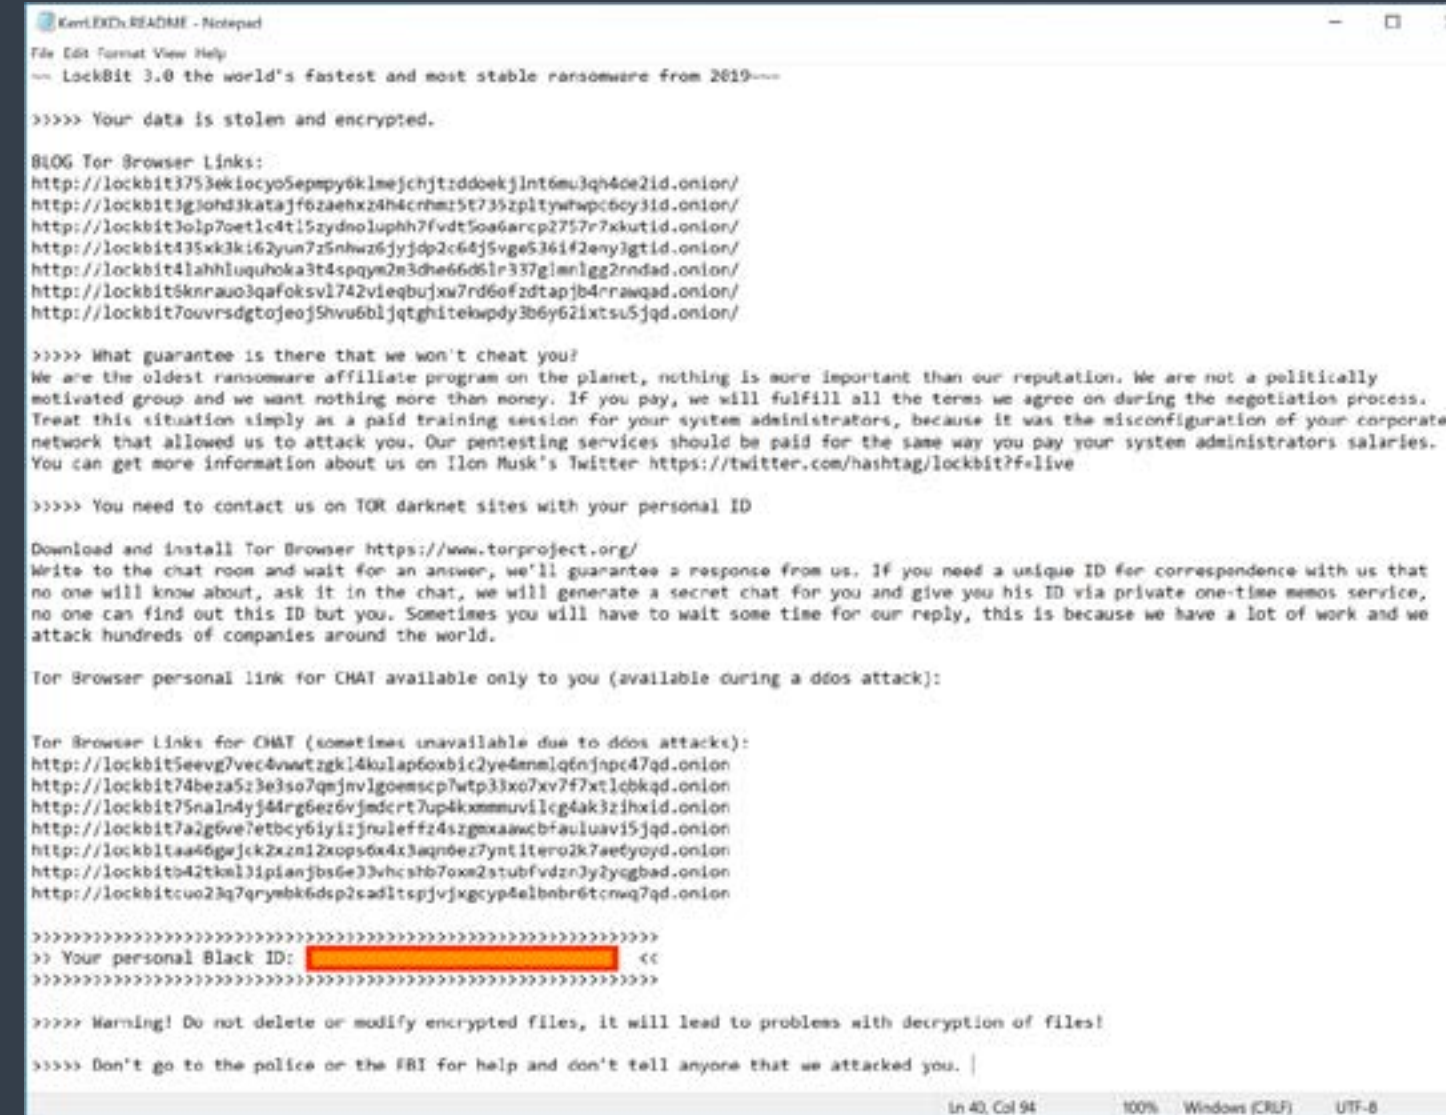 - Notepad
File Edit Format View Help
~~ LockBit 3.0 the world's fastest and most stable ransomware from 2019~~~
>>>>> Your data is stolen and encrypted.
BLOG Tor Browser Links:
>>>>> What guarantee is there that we won't cheat you?
We are the oldest ransomware affiliate program on the planet, nothing is more important than our reputation. We are not a politically
motivated group and we want nothing more than money. If you pay, we will fulfill all the terms we agree on during the negotiation process.
Treat this situation simply as a paid training session for your system administrators, because it was the misconfiguration of your corporate
network that allowed us to attack you. Our pentesting services should be paid for the same way you pay your system administrators salaries.
You can get more information about us on Ilon Musk's Twitter https://twitter.com/hashtag/lockbit?f=live
>>>>> You need to contact us on TOR darknet sites with your personal ID
Download and install Tor Browser https://www.torproject.org/
Write to the chat room and wait for an answer, we'll guarantee a response from us. If you need a unique ID for correspondence with us that
no one will know about, ask it in the chat, we will generate a secret chat for you and give you his ID via private one-time memos service,
no one can find out this ID but you. Sometimes you will have to wait some time for our reply, this is because we have a lot of work and we
attack hundreds of companies around the world.
Tor Browser personal link for CHAT available only to you (available during a ddos attack):
Tor Browser Links for CHAT (sometimes unavailable due to ddos attacks):
>>>>>>>>>>>>>>>>>>>>>>>>>>>>>>>>>>>>>>>>>>>>>>>>>>>>>>>>>>>>>>
>> Your personal Black ID: <<
>>>>>>>>>>>>>>>>>>>>>>>>>>>>>>>>>>>>>>>>>>>>>>>>>>>>>>>>>>>>>>
>>>>> Warning! Do not delete or modify encrypted files, it will lead to problems with decryption of files!
>>>>> Don't go to the police or the FBI for help and don't tell anyone that we attacked you.
Ln 40, Col 94 100% Windows (CRLF) UTF-8